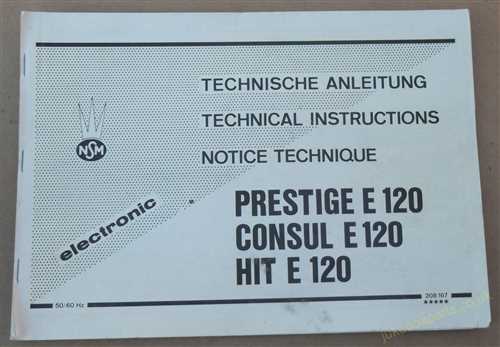 TECHNISCHE ANLEITUNG
TECHNICAL INSTRUCTIONS
NOTICE TECHNIQUE
NSM
electronic
PRESTIGE E 120
CONSUL E 120
HIT E 120
50/60 Hz
208 167
★★★★★